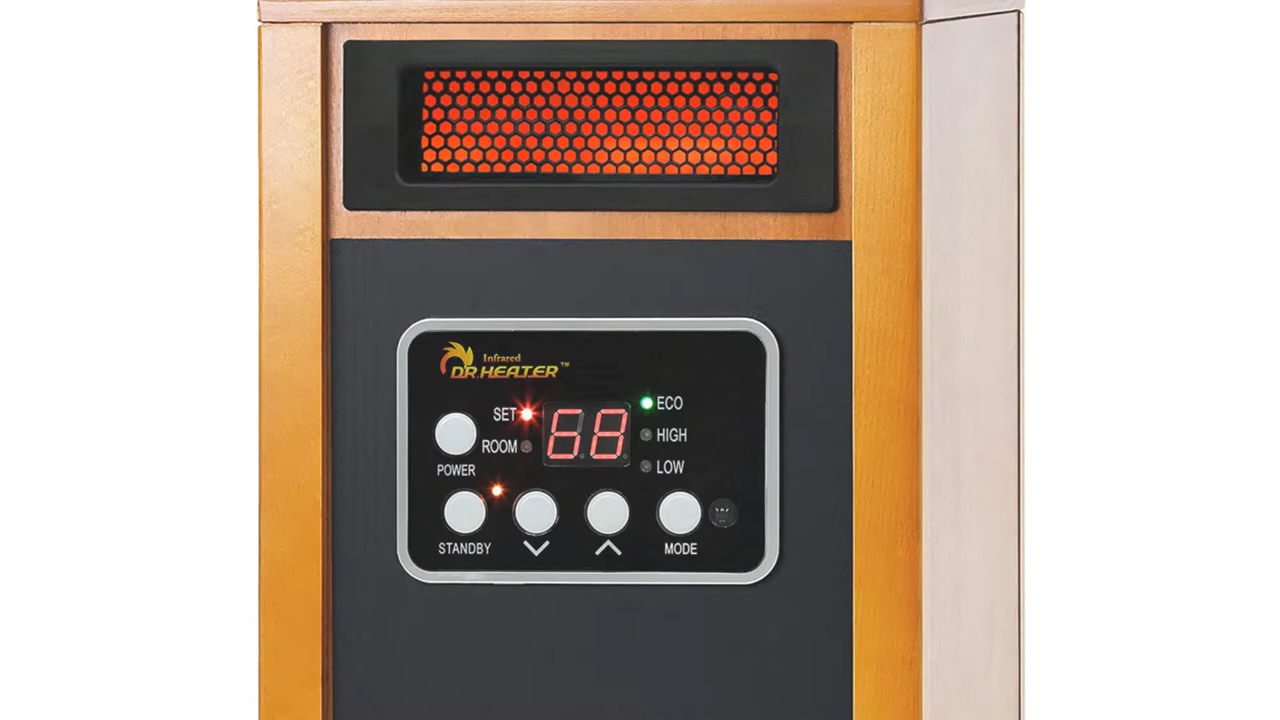 Infrared
DR. HEATER™
SET
68
ECO
ROOM
HIGH
POWER
LOW
STANDBY
MODE